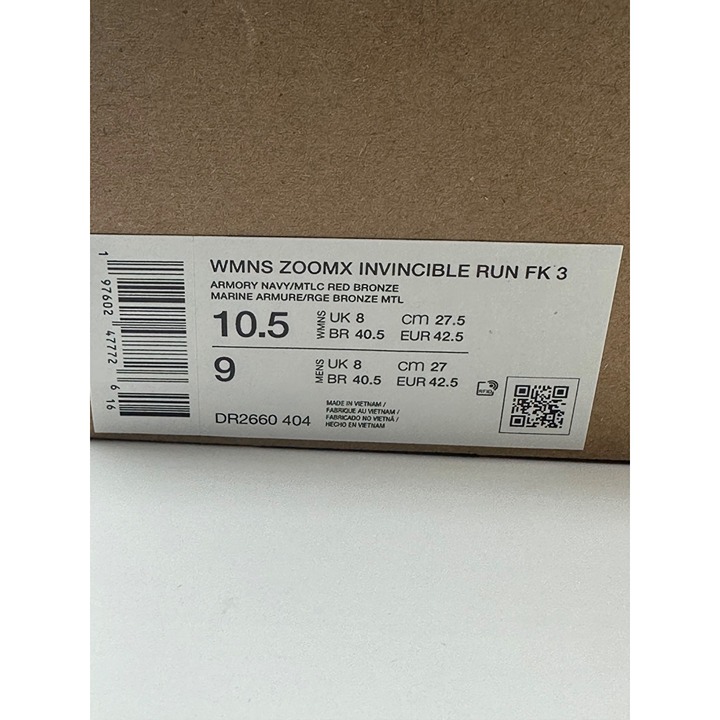 WMNS ZOOMX INVINCIBLE RUN FK 3
ARMORY NAVY/MTLC RED BRONZE
MARINE ARMURE/RGE BRONZE MTL
10.5 WMNS UK 8 CM 27.5
BR 40.5 EUR 42.5
9 MENS UK 8 CM 27
BR 40.5 EUR 42.5
DR2660 404
MADE IN VIETNAM /
FABRIQUE AU VIETNAM /
FABRICADO NO VIETNÃ /
HECHO EN VIETNAM
RFID
1 97602 47772 6 16